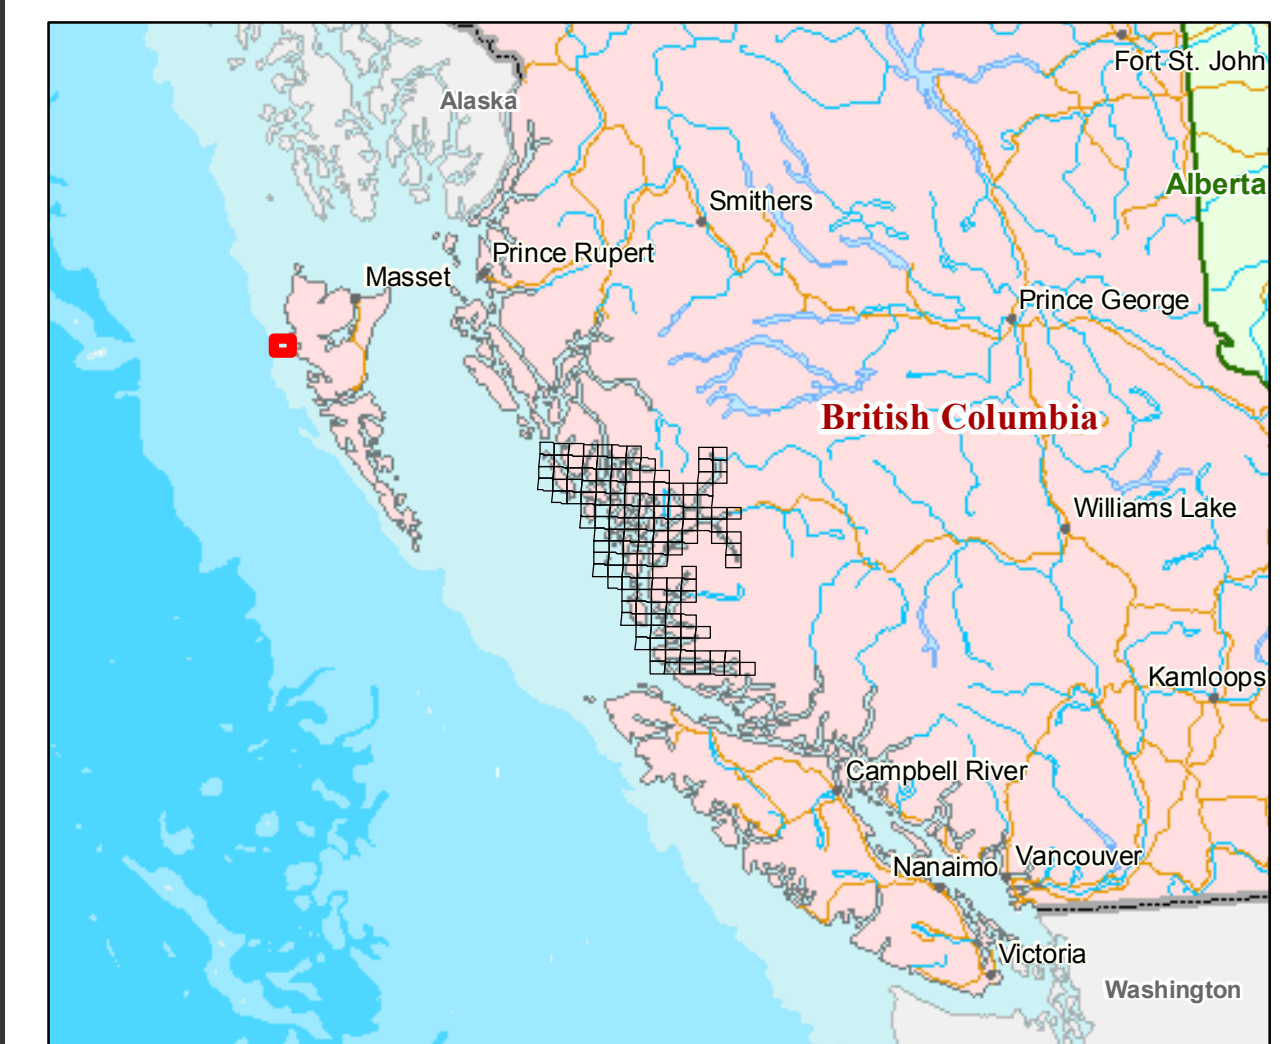 Fort St. John
Alaska
Alberta
Smithers
Prince Rupert
Masset
Prince George
British Columbia
Williams Lake
Kamloops
Campbell River
Vancouver
Nanaimo
Victoria
Washington